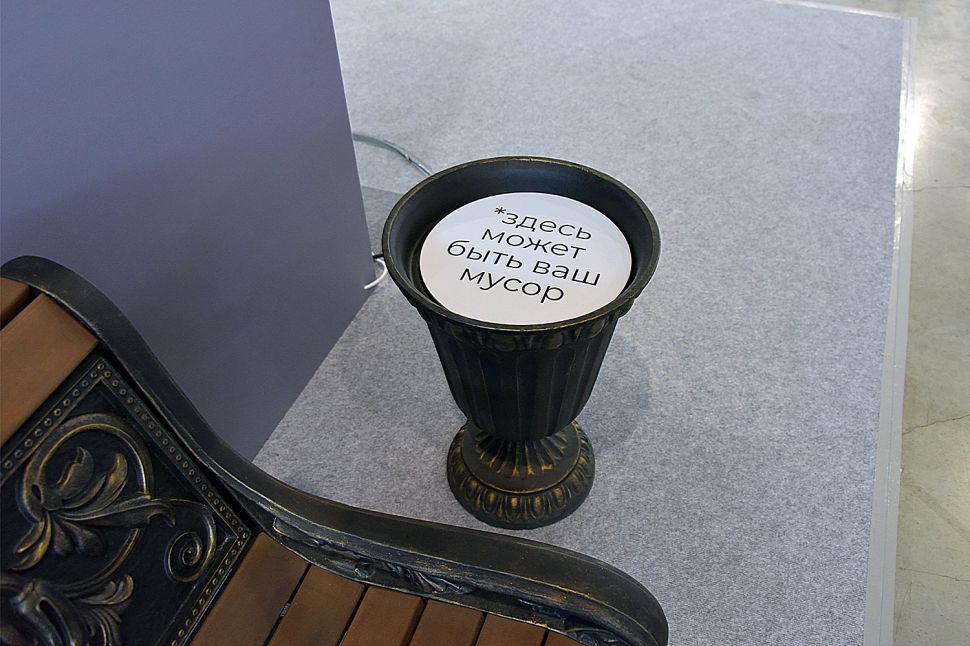 *здесь
может
быть ваш
мусор